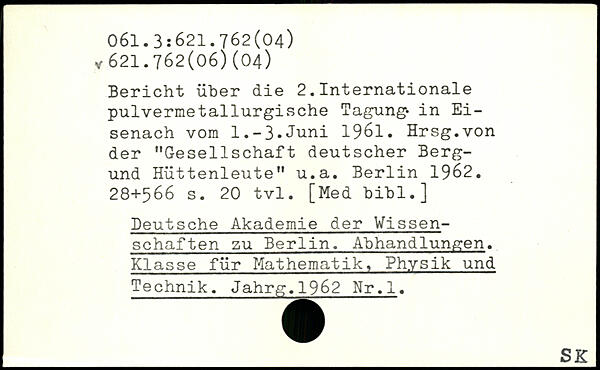 061.3:621.762(04)
v 621.762(06)(04)
Bericht über die 2.Internationale
pulvermetallurgische Tagung in Ei-
senach vom 1.-3.Juni 1961. Hrsg.von
der "Gesellschaft deutscher Berg-
und Hüttenleute" u.a. Berlin 1962.
28+566 s. 20 tvl. [Med bibl.]
Deutsche Akademie der Wissen-
schaften zu Berlin. Abhandlungen.
Klasse für Mathematik, Physik und
Technik. Jahrg.1962 Nr.1.
SK